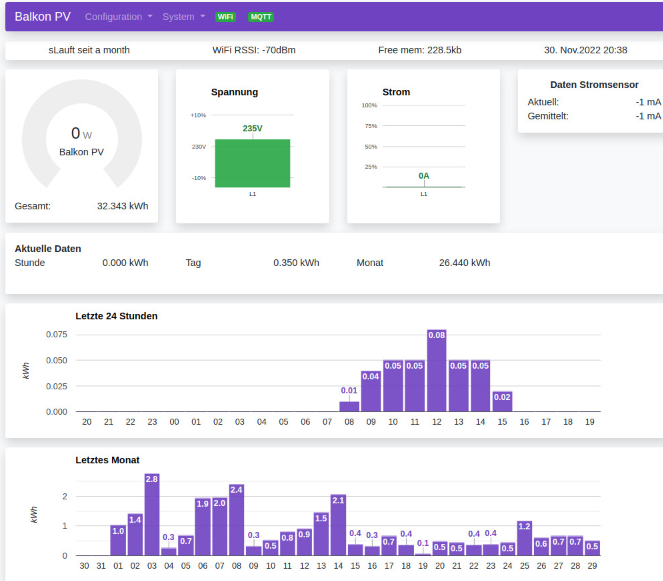 Balkon PV Configuration System WIFI MQTT
sLauft seit a month WiFi RSSI: -70dBm Free mem: 228.5kb 30. Nov.2022 20:38
0 W
Balkon PV
Gesamt: 32.343 kWh
Spannung
+10%
235V
230V
-10%
L1
Strom
100%
75%
50%
25%
0A
L1
Daten Stromsensor
Aktuell: -1 mA
Gemittelt: -1 mA
Aktuelle Daten
Stunde 0.000 kWh Tag 0.350 kWh Monat 26.440 kWh
Letzte 24 Stunden
kWh
0.075
0.050
0.025
0.000
0.01 0.04 0.05 0.05 0.08 0.05 0.05 0.02
20 21 22 23 00 01 02 03 04 05 06 07 08 09 10 11 12 13 14 15 16 17 18 19
Letztes Monat
kWh
2
1
0
1.0 1.4 2.8 0.3 0.7 1.9 2.0 2.4 0.3 0.5 0.8 0.9 1.5 2.1 0.4 0.3 0.7 0.4 0.1 0.5 0.5 0.4 0.4 0.5 1.2 0.6 0.7 0.7 0.5
30 31 01 02 03 04 05 06 07 08 09 10 11 12 13 14 15 16 17 18 19 20 21 22 23 24 25 26 27 28 29